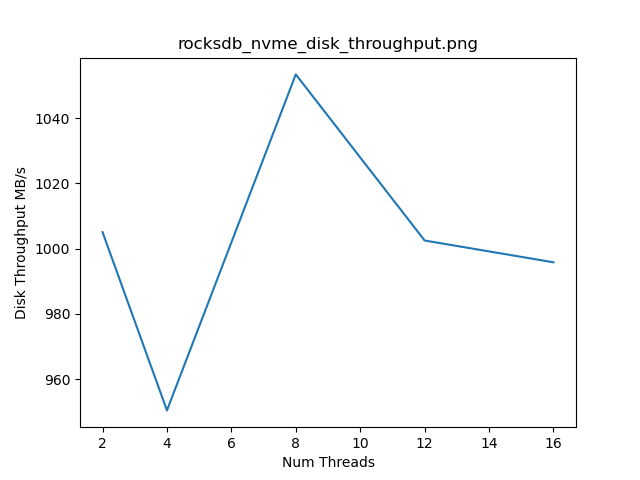 rocksdb_nvme_disk_throughput.png
Disk Throughput MB/s
1040
1020
1000
980
960
2 4 6 8 10 12 14 16
Num Threads